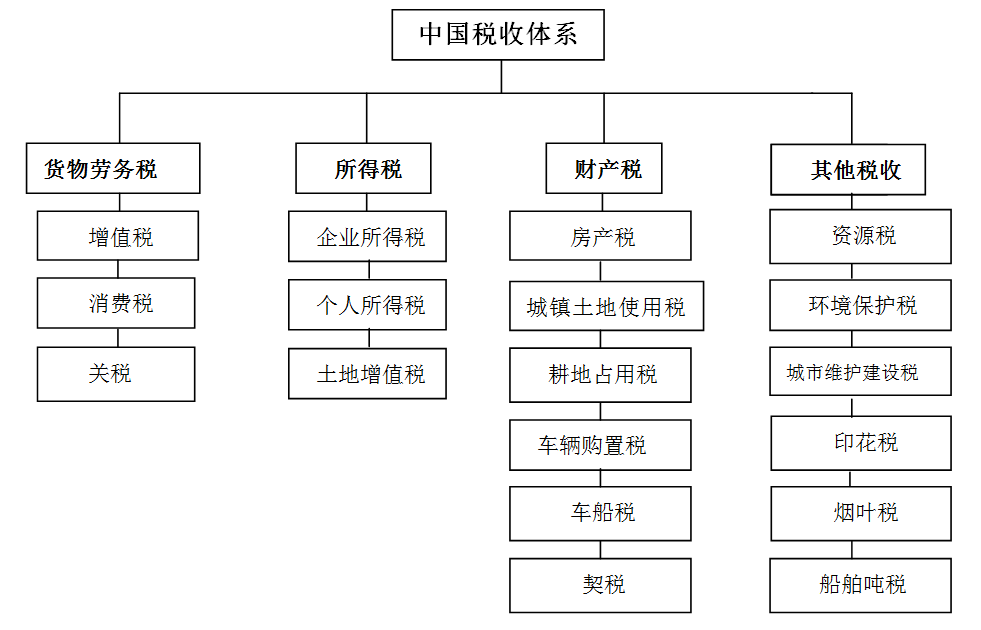 中国税收体系
货物劳务税
所得税
财产税
其他税收
增值税
企业所得税
房产税
资源税
消费税
个人所得税
城镇土地使用税
环境保护税
关税
土地增值税
耕地占用税
城市维护建设税
车辆购置税
印花税
车船税
烟叶税
契税
船舶吨税